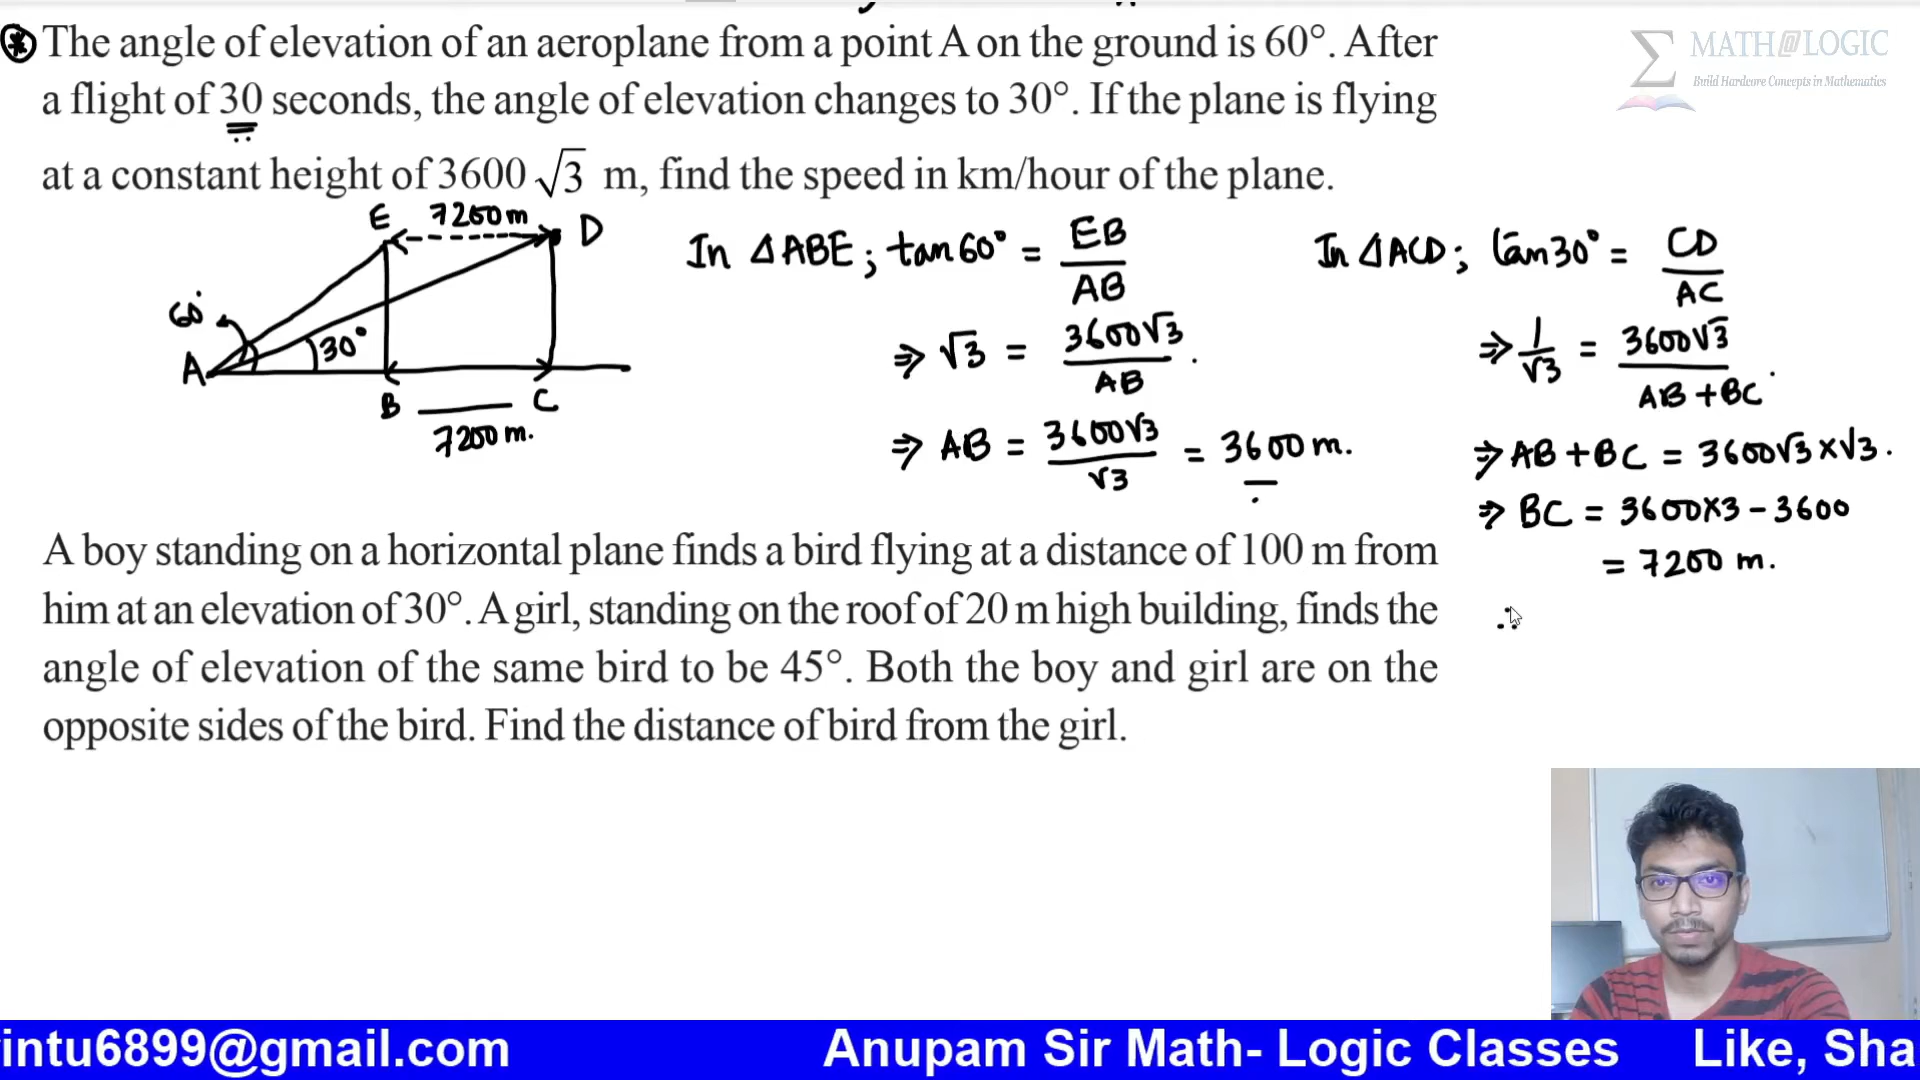 The angle of elevation of an aeroplane from a point A on the ground is 60°. After
a flight of 30 seconds, the angle of elevation changes to 30°. If the plane is flying
at a constant height of 3600 √3 m, find the speed in km/hour of the plane.
MATH@LOGIC
Build Hardcore Concepts in Mathematics
E 7200m D
60°
A 30°
B C
7200 m.
In △ABE; tan60° = EB/AB
⇒ √3 = 3600√3/AB.
⇒ AB = 3600√3/√3 = 3600 m.
In △ACD; tan30° = CD/AC
⇒ 1/√3 = 3600√3/AB+BC.
⇒ AB+BC = 3600√3×√3.
⇒ BC = 3600×3-3600
= 7200 m.
∴
A boy standing on a horizontal plane finds a bird flying at a distance of 100 m from
him at an elevation of 30°. A girl, standing on the roof of 20 m high building, finds the
angle of elevation of the same bird to be 45°. Both the boy and girl are on the
opposite sides of the bird. Find the distance of bird from the girl.
intu6899@gmail.com Anupam Sir Math- Logic Classes Like, Sha